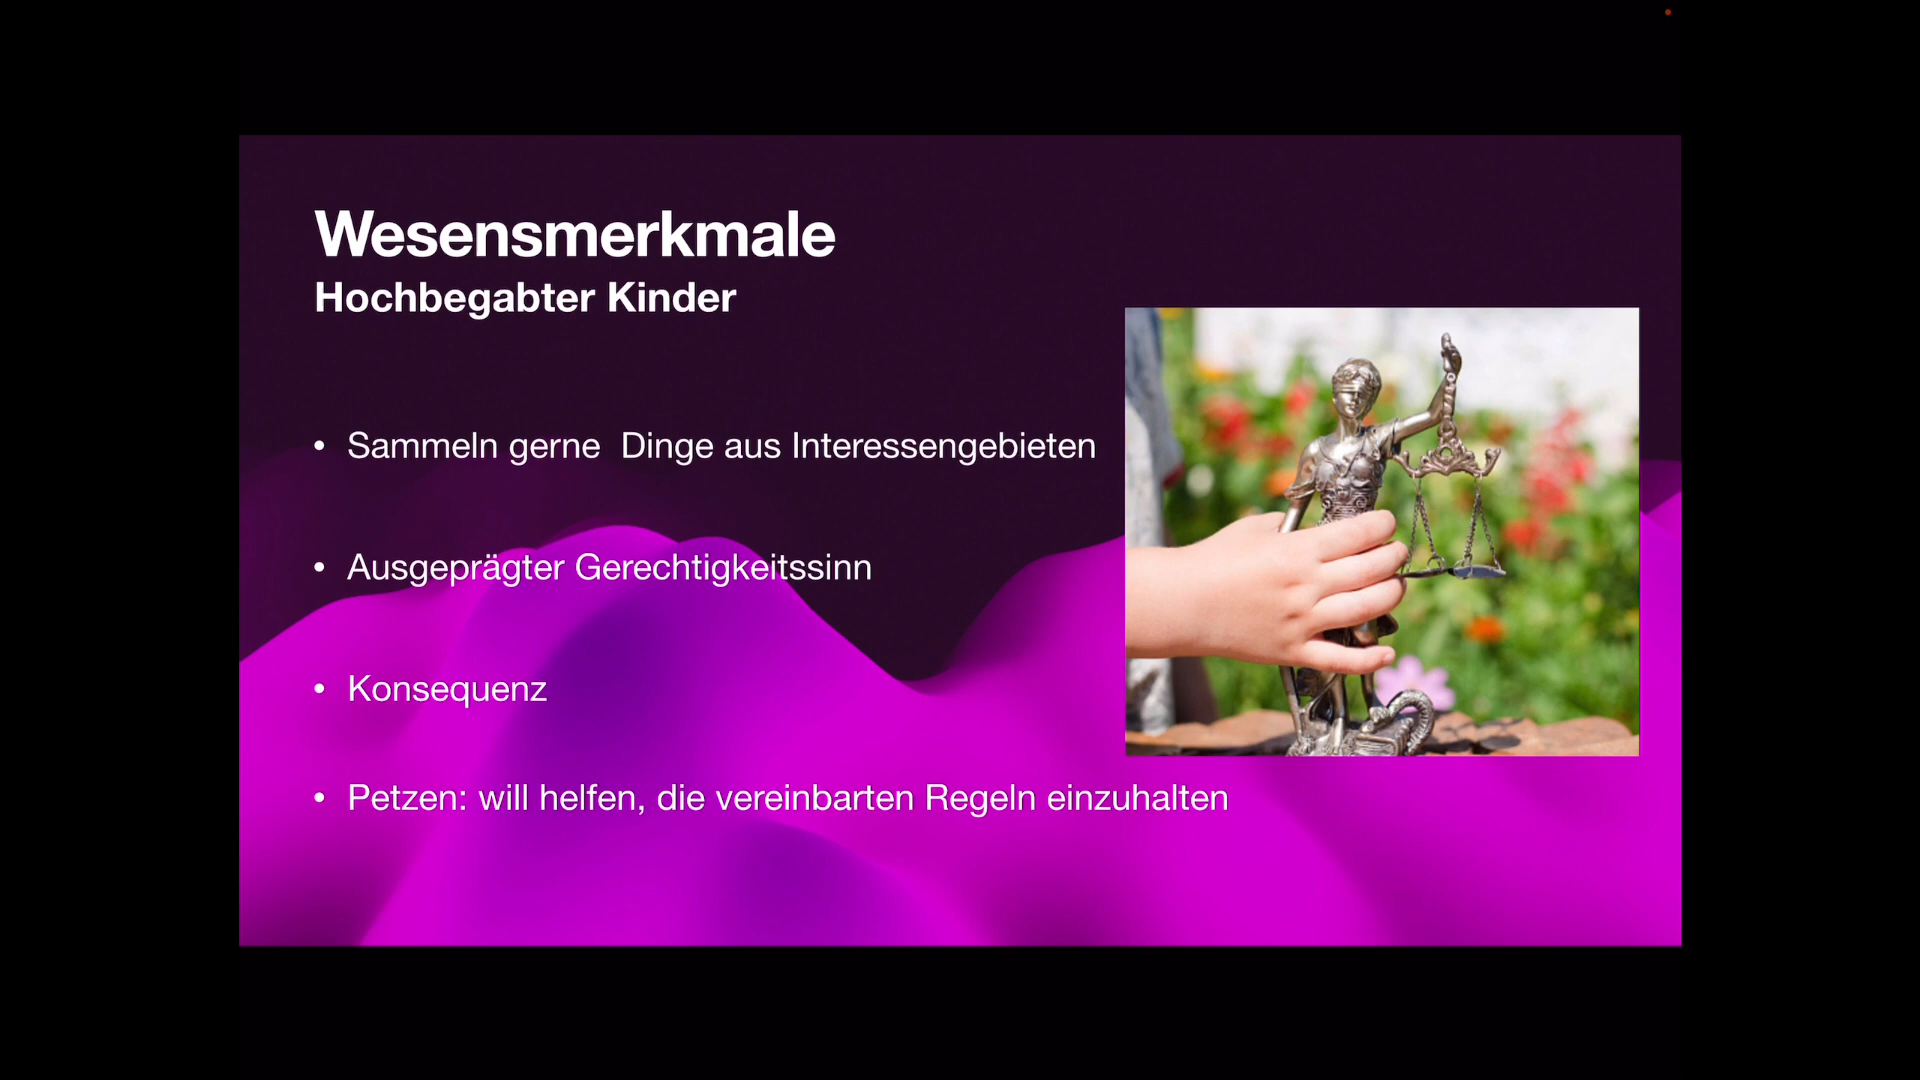 Wesensmerkmale
Hochbegabter Kinder
• Sammeln gerne  Dinge aus Interessengebieten
• Ausgeprägter Gerechtigkeitssinn
• Konsequenz
• Petzen: will helfen, die vereinbarten Regeln einzuhalten